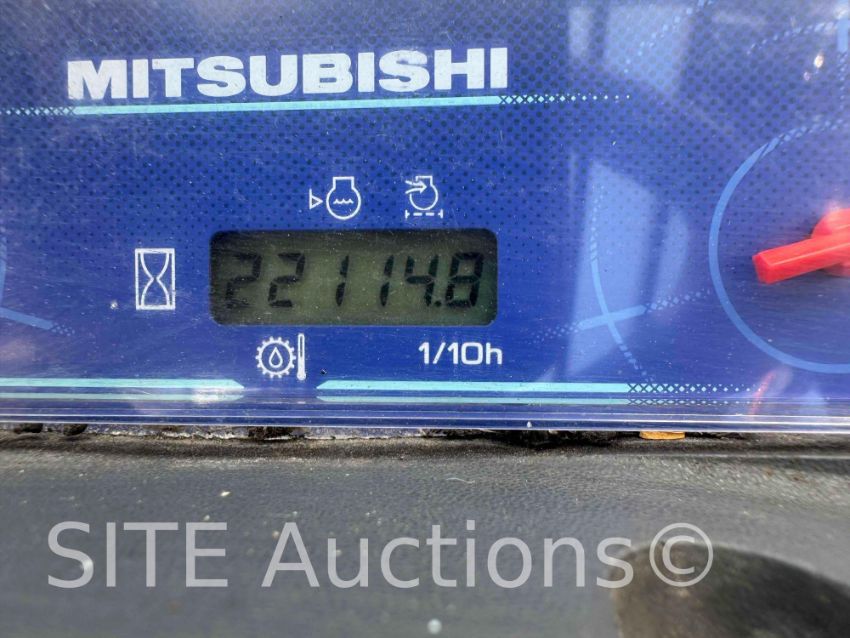 MITSUBISHI
22114.8
1/10h
SITE Auctions©